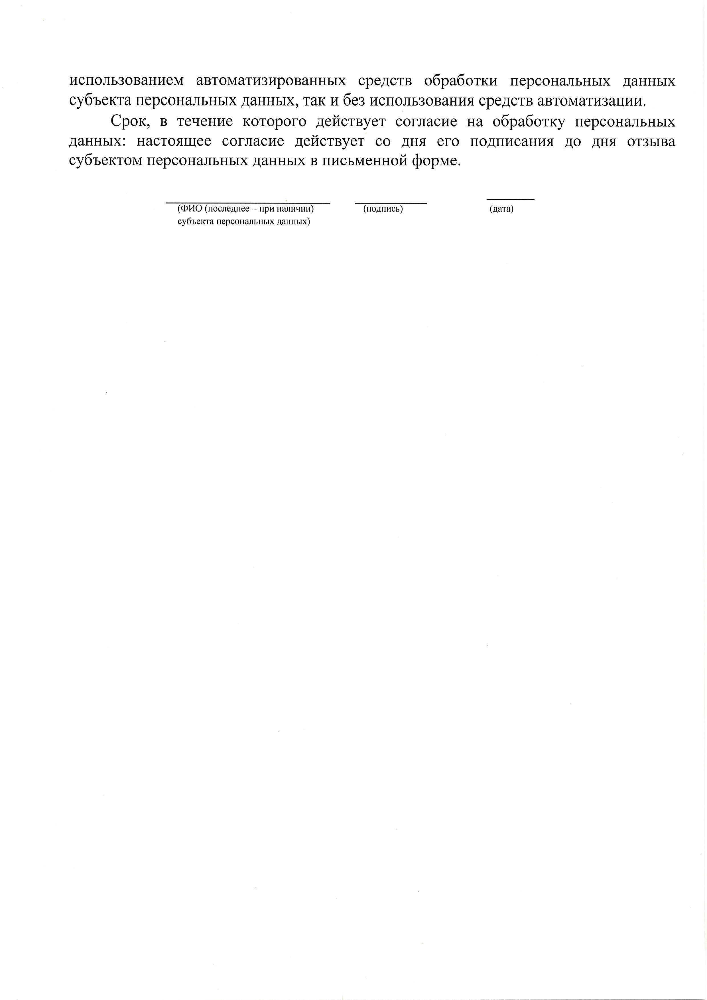 использованием автоматизированных средств обработки персональных данных
субъекта персональных данных, так и без использования средств автоматизации.
Срок, в течение которого действует согласие на обработку персональных
данных: настоящее согласие действует со дня его подписания до дня отзыва
субъектом персональных данных в письменной форме.
(ФИО (последнее – при наличии) (подпись) (дата)
субъекта персональных данных)